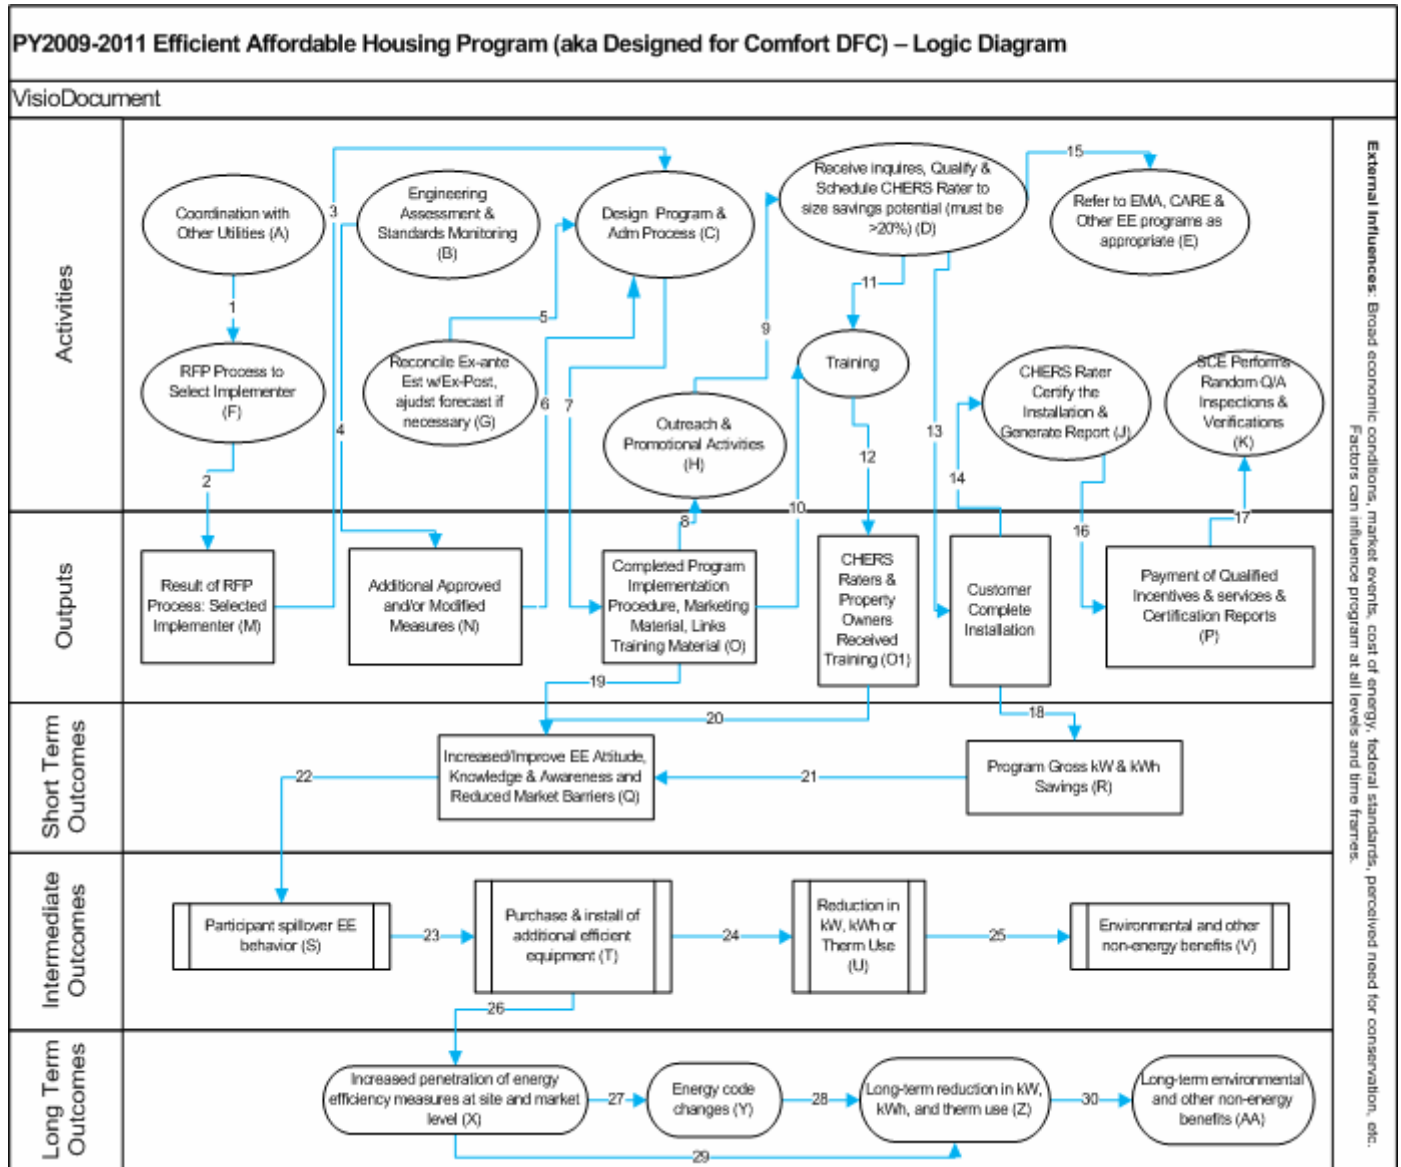 PY2009-2011 Efficient Affordable Housing Program (aka Designed for Comfort DFC) – Logic Diagram
VisioDocument
Activities
Coordination with
Other Utilities (A)
Engineering
Assessment &
Standards Monitoring
(B)
Design Program &
Adm Process (C)
Receive inquires, Qualify &
Schedule CHERS Rater to
size savings potential (must be
>20%) (D)
Refer to EMA, CARE &
Other EE programs as
appropriate (E)
RFP Process to
Select Implementer
(F)
Reconcile Ex-ante
Est w/Ex-Post,
ajudst forecast if
necessary (G)
Outreach &
Promotional Activities
(H)
Training
CHERS Rater
Certify the
Installation &
Generate Report (J)
SCE Performs
Random Q/A
Inspections &
Verifications
(K)
1
2
3
4
5
6
7
8
9
10
11
12
13
14
15
16
17
Outputs
Result of RFP
Process: Selected
Implementer (M)
Additional Approved
and/or Modified
Measures (N)
Completed Program
Implementation
Procedure, Marketing
Material, Links
Training Material (O)
CHERS
Raters &
Property
Owners
Received
Training (O1)
Customer
Complete
Installation
Payment of Qualified
Incentives & services &
Certification Reports
(P)
18
19
20
Short Term
Outcomes
Increased/Improve EE Attitude,
Knowledge & Awareness and
Reduced Market Barriers (Q)
Program Gross kW & kWh
Savings (R)
21
22
Intermediate
Outcomes
Participant spillover EE
behavior (S)
23
Purchase & install of
additional efficient
equipment (T)
24
Reduction in
kW, kWh or
Therm Use
(U)
25
Environmental and other
non-energy benefits (V)
26
Long Term
Outcomes
Increased penetration of energy
efficiency measures at site and market
level (X)
27
Energy code
changes (Y)
28
Long-term reduction in kW,
kWh, and therm use (Z)
30
Long-term environmental
and other non-energy
benefits (AA)
29
External Influences: Broad economic conditions, market events, cost of energy, federal standards, perceived need for conservation, etc.
Factors can influence program at all levels and time frames.